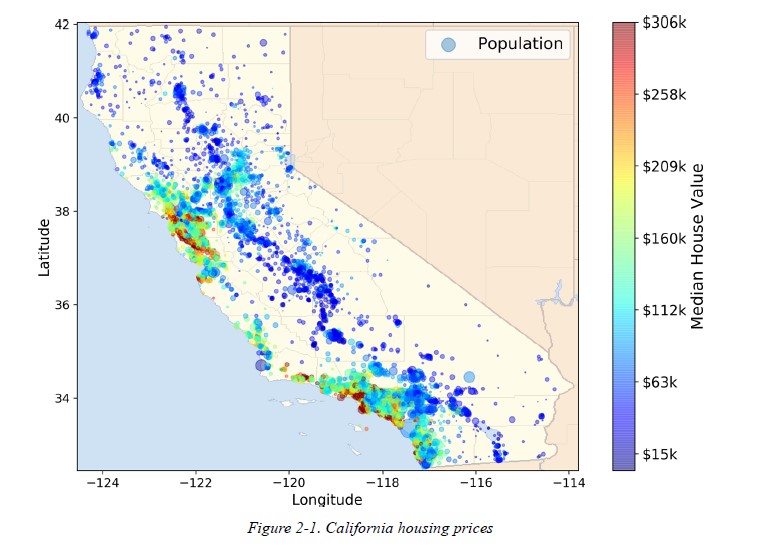 42
40
38
36
34
Latitude
−124
−122
−120
−118
−116
−114
Longitude
Population
$306k
$258k
$209k
$160k
$112k
$63k
$15k
Median House Value
Figure 2-1. California housing prices